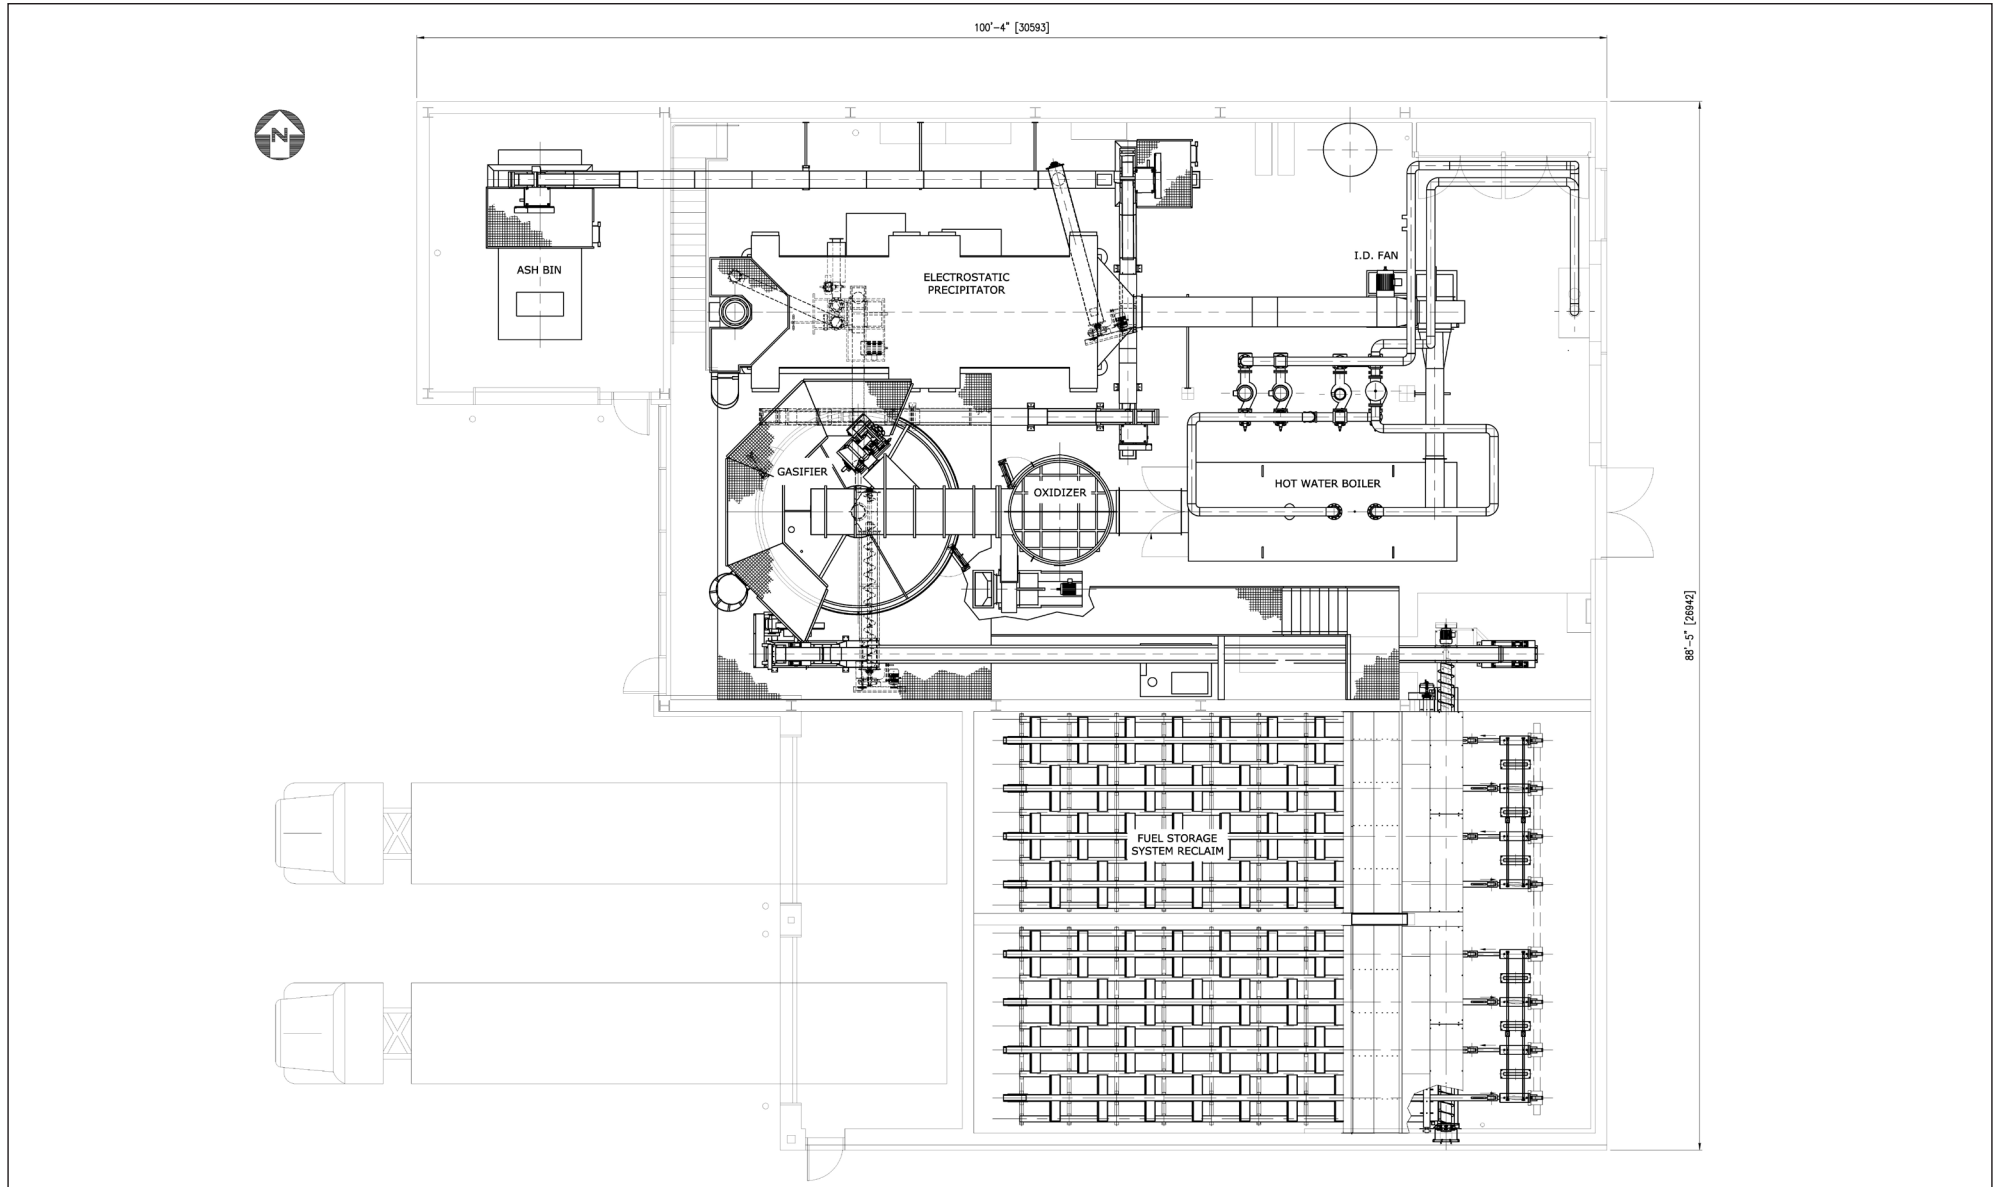 100'-4" [30593]
N
I.D. FAN
ASH BIN
ELECTROSTATIC
PRECIPITATOR
GASIFIER
OXIDIZER
HOT WATER BOILER
88'-5" [26942]
FUEL STORAGE
SYSTEM RECLAIM